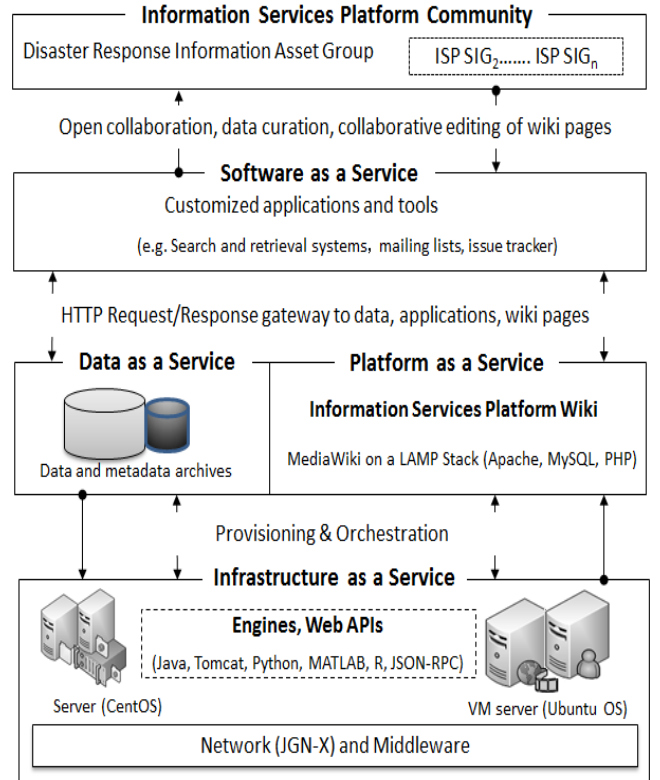 Information Services Platform Community
Disaster Response Information Asset Group
ISP SIG2....... ISP SIGn
Open collaboration, data curation, collaborative editing of wiki pages
Software as a Service
Customized applications and tools
(e.g. Search and retrieval systems, mailing lists, issue tracker)
HTTP Request/Response gateway to data, applications, wiki pages
Data as a Service
Platform as a Service
Information Services Platform Wiki
MediaWiki on a LAMP Stack (Apache, MySQL, PHP)
Data and metadata archives
Provisioning & Orchestration
Infrastructure as a Service
Engines, Web APIs
(Java, Tomcat, Python, MATLAB, R, JSON-RPC)
Server (CentOS)
VM server (Ubuntu OS)
Network (JGN-X) and Middleware